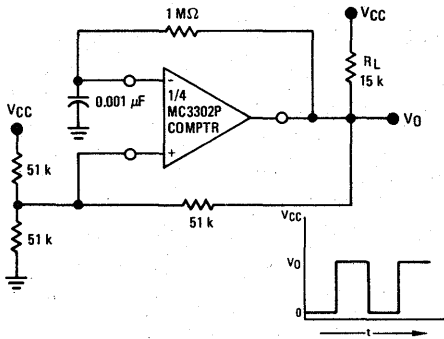 1 MΩ
VCC
RL
15 k
0.001 µF
-
1/4
MC3302P
COMPTR
+
VO
VCC
51 k
51 k
51 k
VCC
VO
0
t